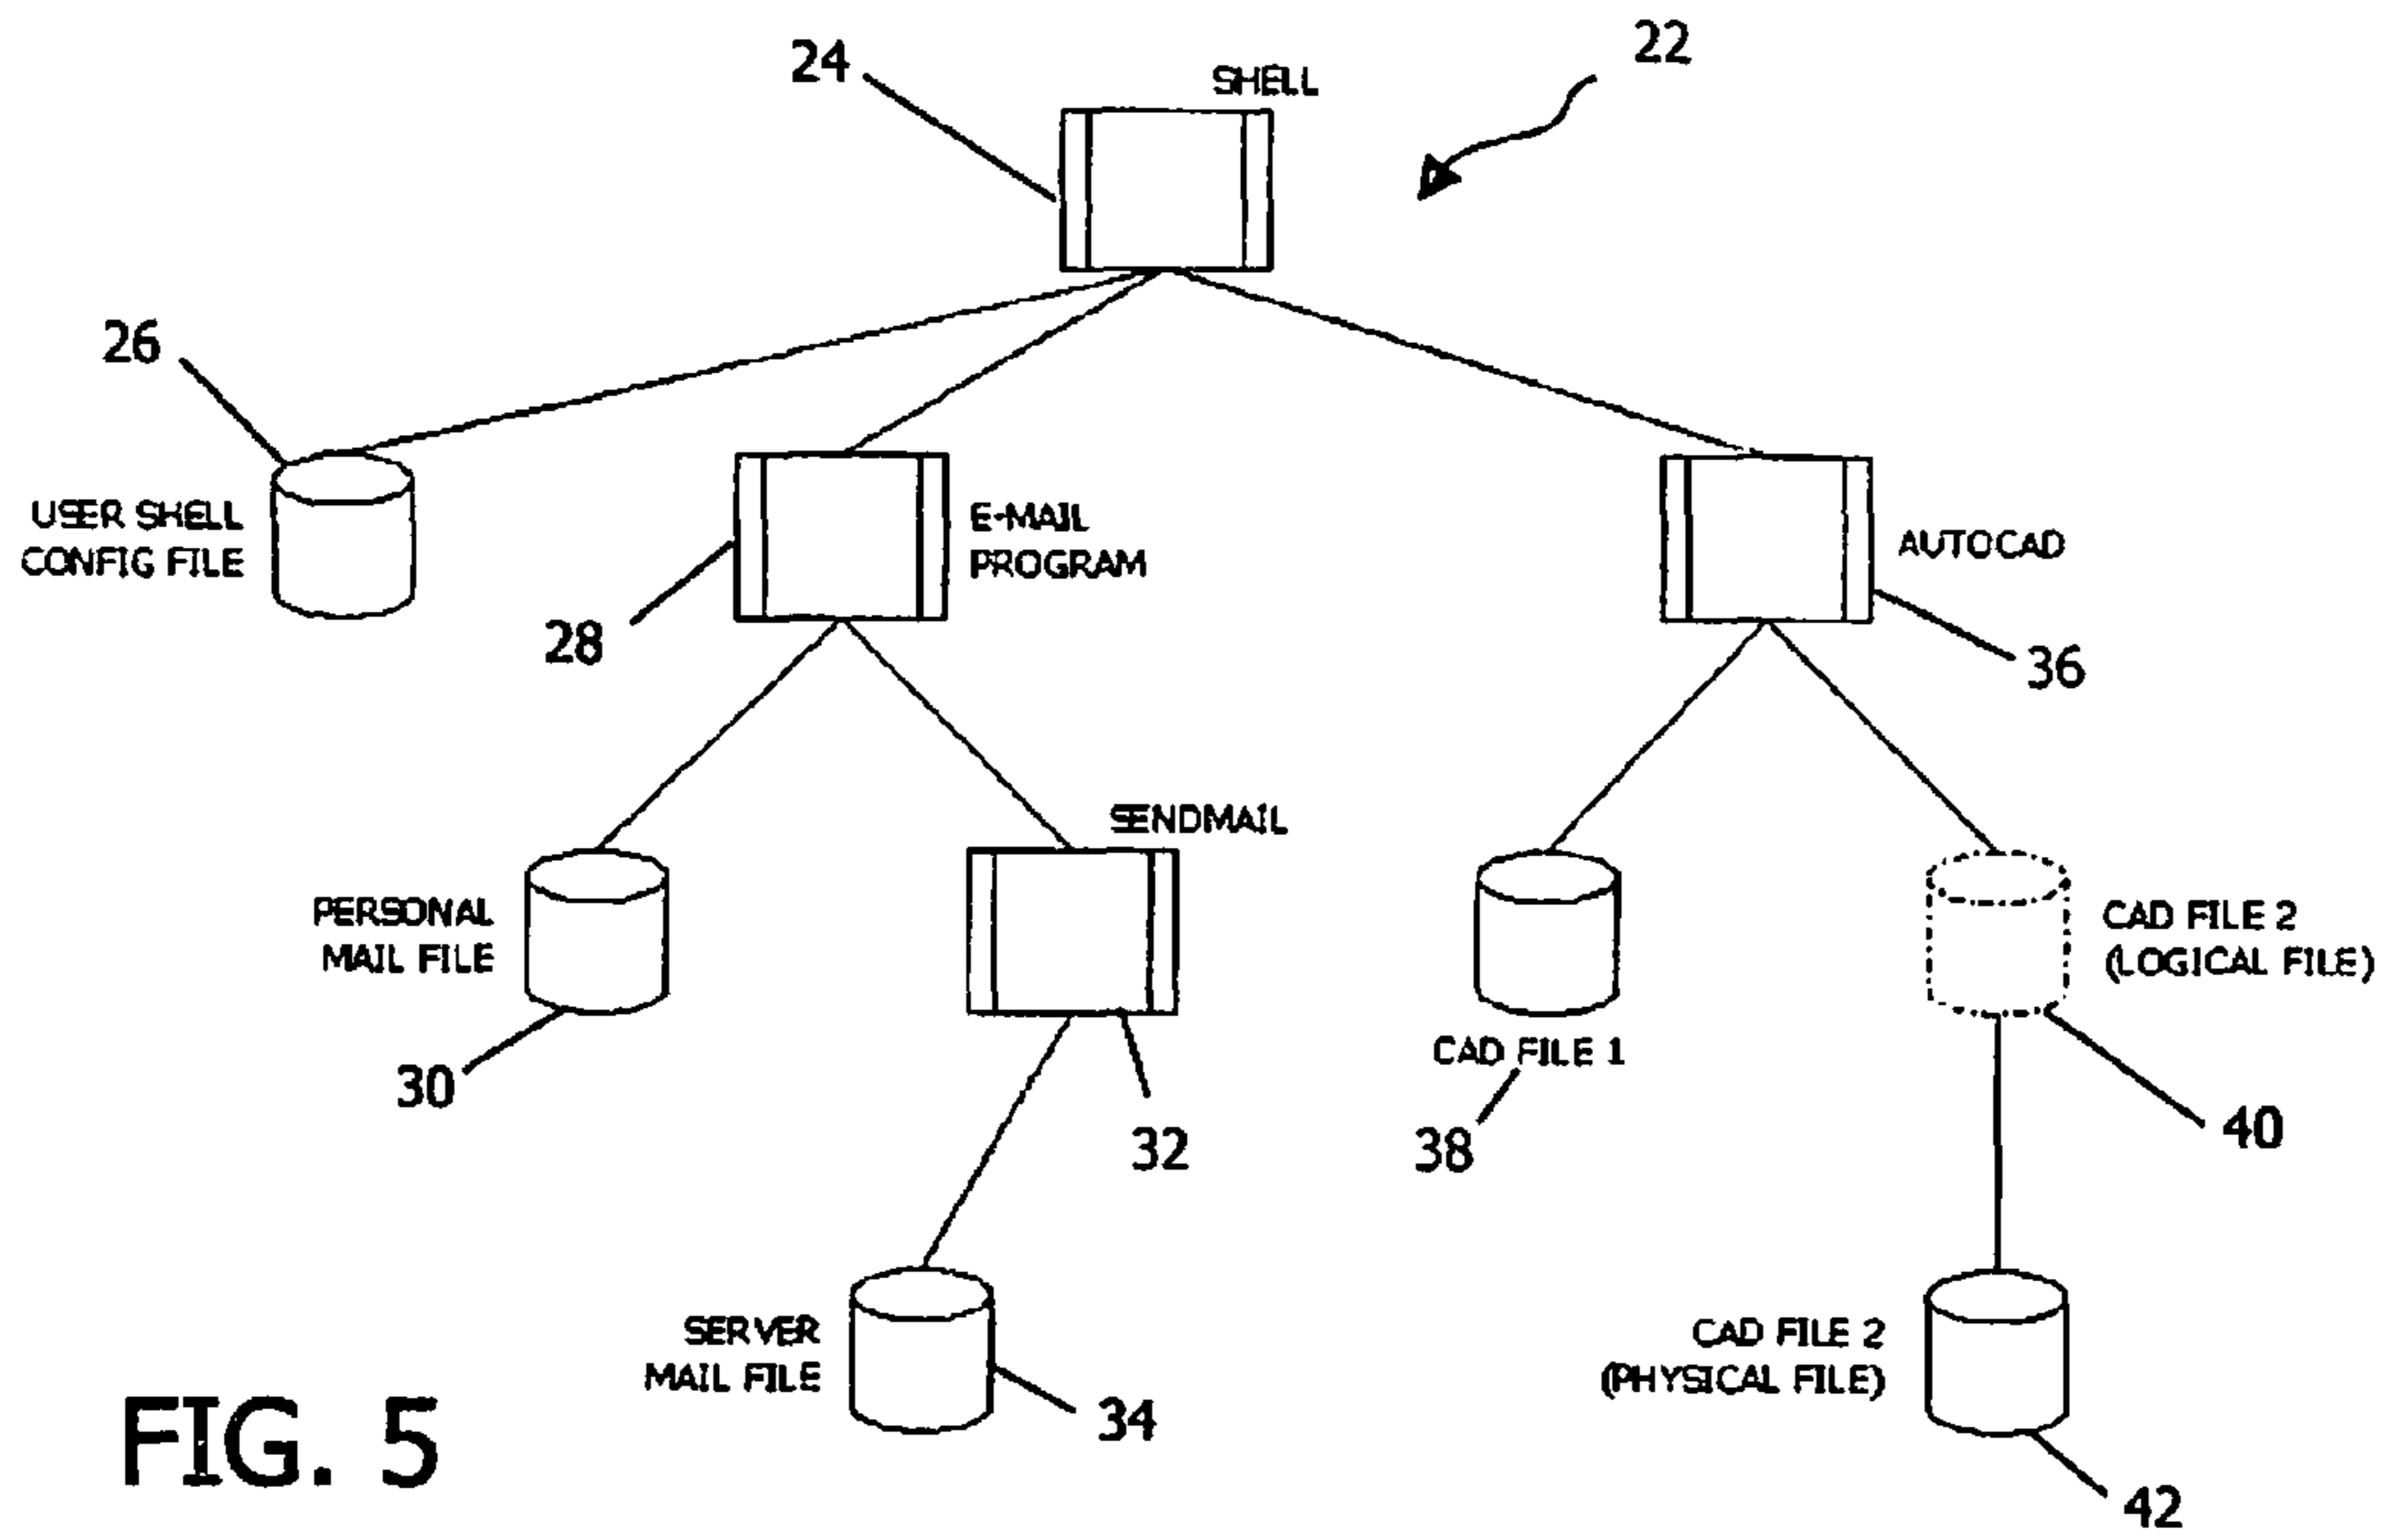 22
24
SHELL
26
USER SHELL
CONFIG FILE
E-MAIL
PROGRAM
28
AUTOCAD
36
SENDMAIL
PERSONAL
MAIL FILE
30
32
CAD FILE 1
38
CAD FILE 2
(LOGICAL FILE)
40
SERVER
MAIL FILE
34
CAD FILE 2
(PHYSICAL FILE)
42
FIG. 5